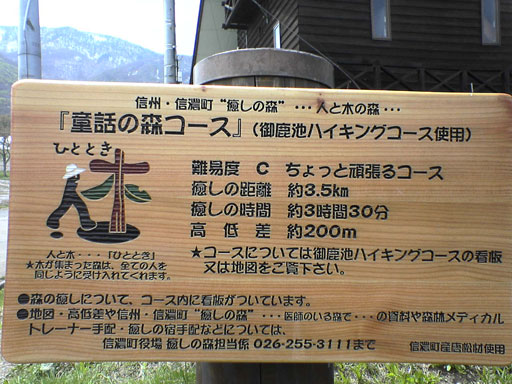 信州・信濃町“癒しの森”・・・人と木の森・・・
『童話の森コース』(御鹿池ハイキングコース使用)
ひととき
難易度 C ちょっと頑張るコース
癒しの距離 約3.5km
癒しの時間 約3時間30分
高低差 約200m
人と木・・・「ひととき」
★木が集まった森は、全ての人を
同じように受け入れてくれます。
★コースについては御鹿池ハイキングコースの看板
又は地図をご覧下さい。
●森の癒しについて、コース内に看板がついています。
●地図・高低差や信州・信濃町“癒しの森”・・・医師のいる森で・・・の資料や森林メディカル
トレーナー手配・癒しの宿手配などについては、
信濃町役場 癒しの森担当係 026-255-3111まで
信濃町産唐松材使用